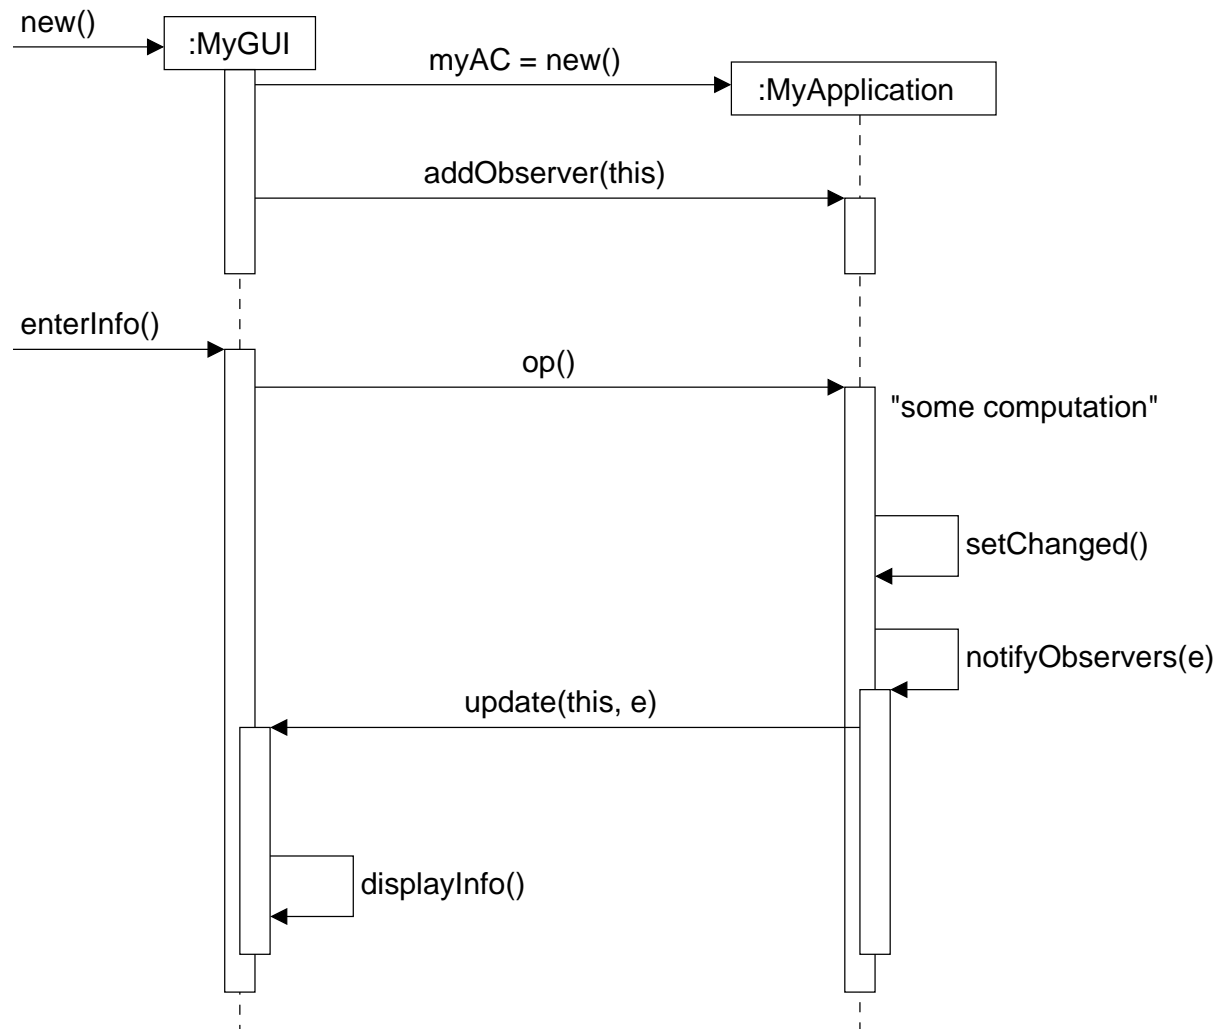 new()
:MyGUI
myAC = new()
:MyApplication
addObserver(this)
enterInfo()
op()
"some computation"
setChanged()
notifyObservers(e)
update(this, e)
displayInfo()